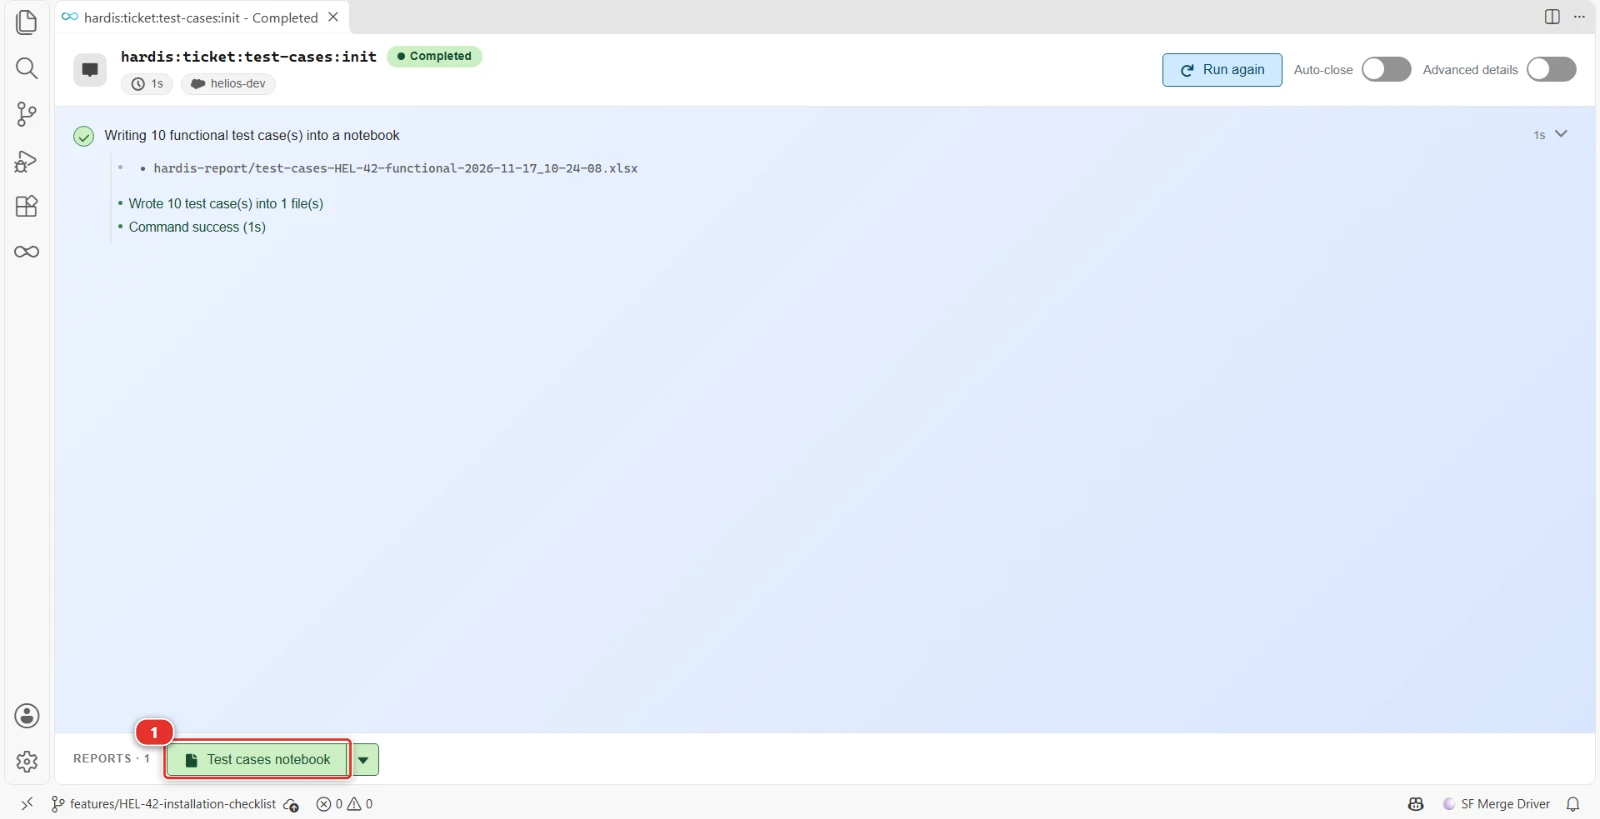 hardis:ticket:test-cases:init - Completed
hardis:ticket:test-cases:init
Completed
1s
helios-dev
Run again
Auto-close
Advanced details
Writing 10 functional test case(s) into a notebook
1s
• hardis-report/test-cases-HEL-42-functional-2026-11-17_10-24-08.xlsx
• Wrote 10 test case(s) into 1 file(s)
• Command success (1s)
1
REPORTS · 1
Test cases notebook
features/HEL-42-installation-checklist
0
0
SF Merge Driver